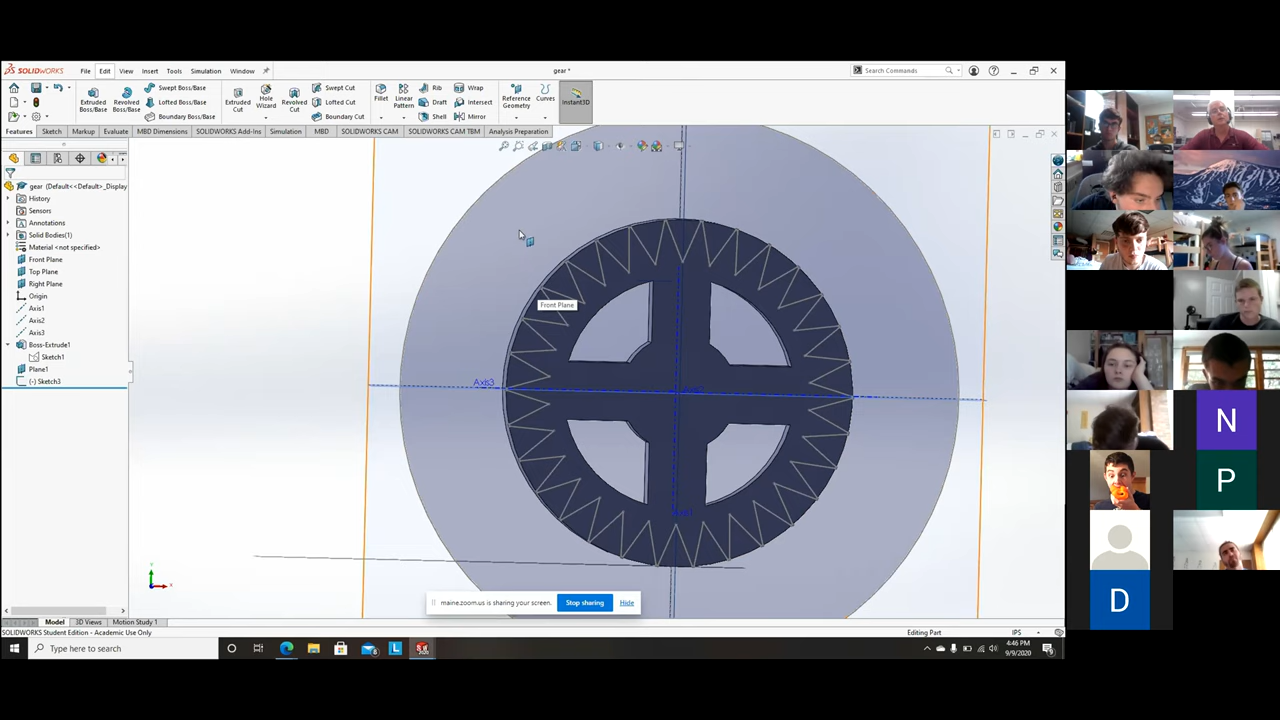 SOLIDWORKS File Edit View Insert Tools Simulation Window gear * Search Commands
Extruded Boss/Base Revolved Boss/Base Swept Boss/Base Lofted Boss/Base Boundary Boss/Base Extruded Cut Hole Wizard Revolved Cut Swept Cut Lofted Cut Boundary Cut Fillet Linear Pattern Rib Draft Shell Wrap Intersect Mirror Reference Geometry Curves Instant3D
Features Sketch Markup Evaluate MBD Dimensions SOLIDWORKS Add-Ins Simulation MBD SOLIDWORKS CAM SOLIDWORKS CAM TBM Analysis Preparation
gear (Default<<Default>_Display
History
Sensors
Annotations
Solid Bodies(1)
Material <not specified>
Front Plane
Top Plane
Right Plane
Origin
Axis1
Axis2
Axis3
Boss-Extrude1
Sketch1
Plane1
(-) Sketch3
Front Plane
Axis3
Axis1
N
P
D
maine.zoom.us is sharing your screen. Stop sharing Hide
Model 3D Views Motion Study 1
SOLIDWORKS Student Edition - Academic Use Only Editing Part IPS
Type here to search
4:46 PM
9/9/2020